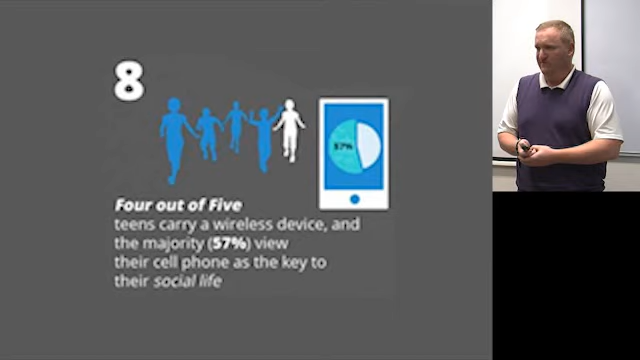 8
57%
Four out of Five
teens carry a wireless device, and
the majority (57%) view
their cell phone as the key to
their social life